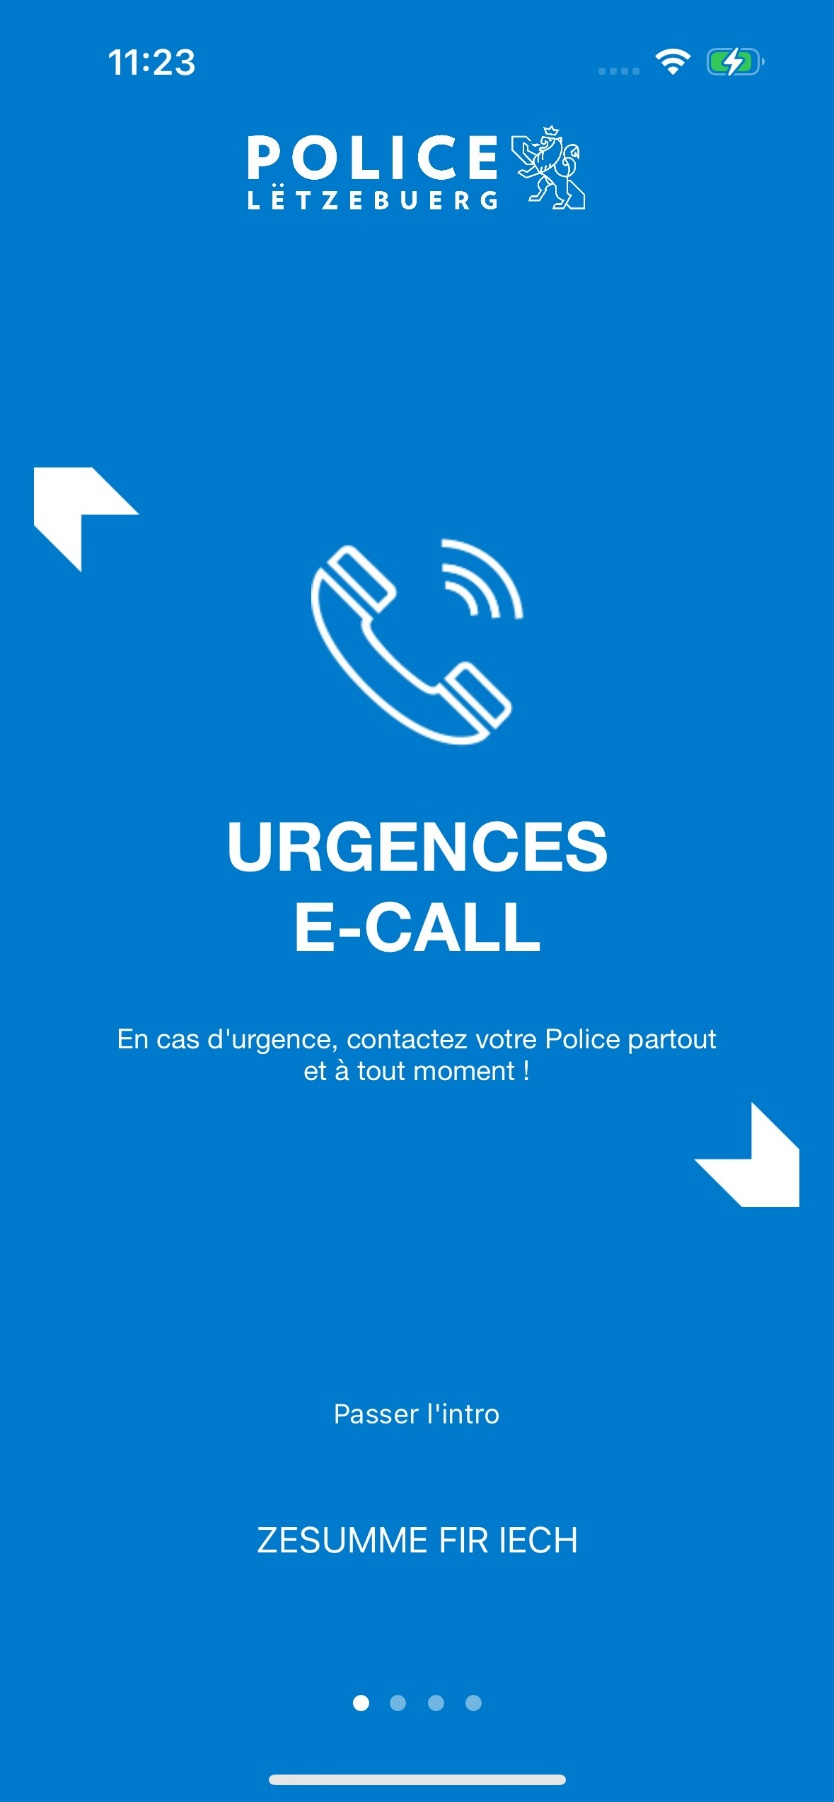 11:23
POLICE
LËTZEBUERG
URGENCES
E-CALL
En cas d'urgence, contactez votre Police partout
et à tout moment !
Passer l'intro
ZESUMME FIR IECH